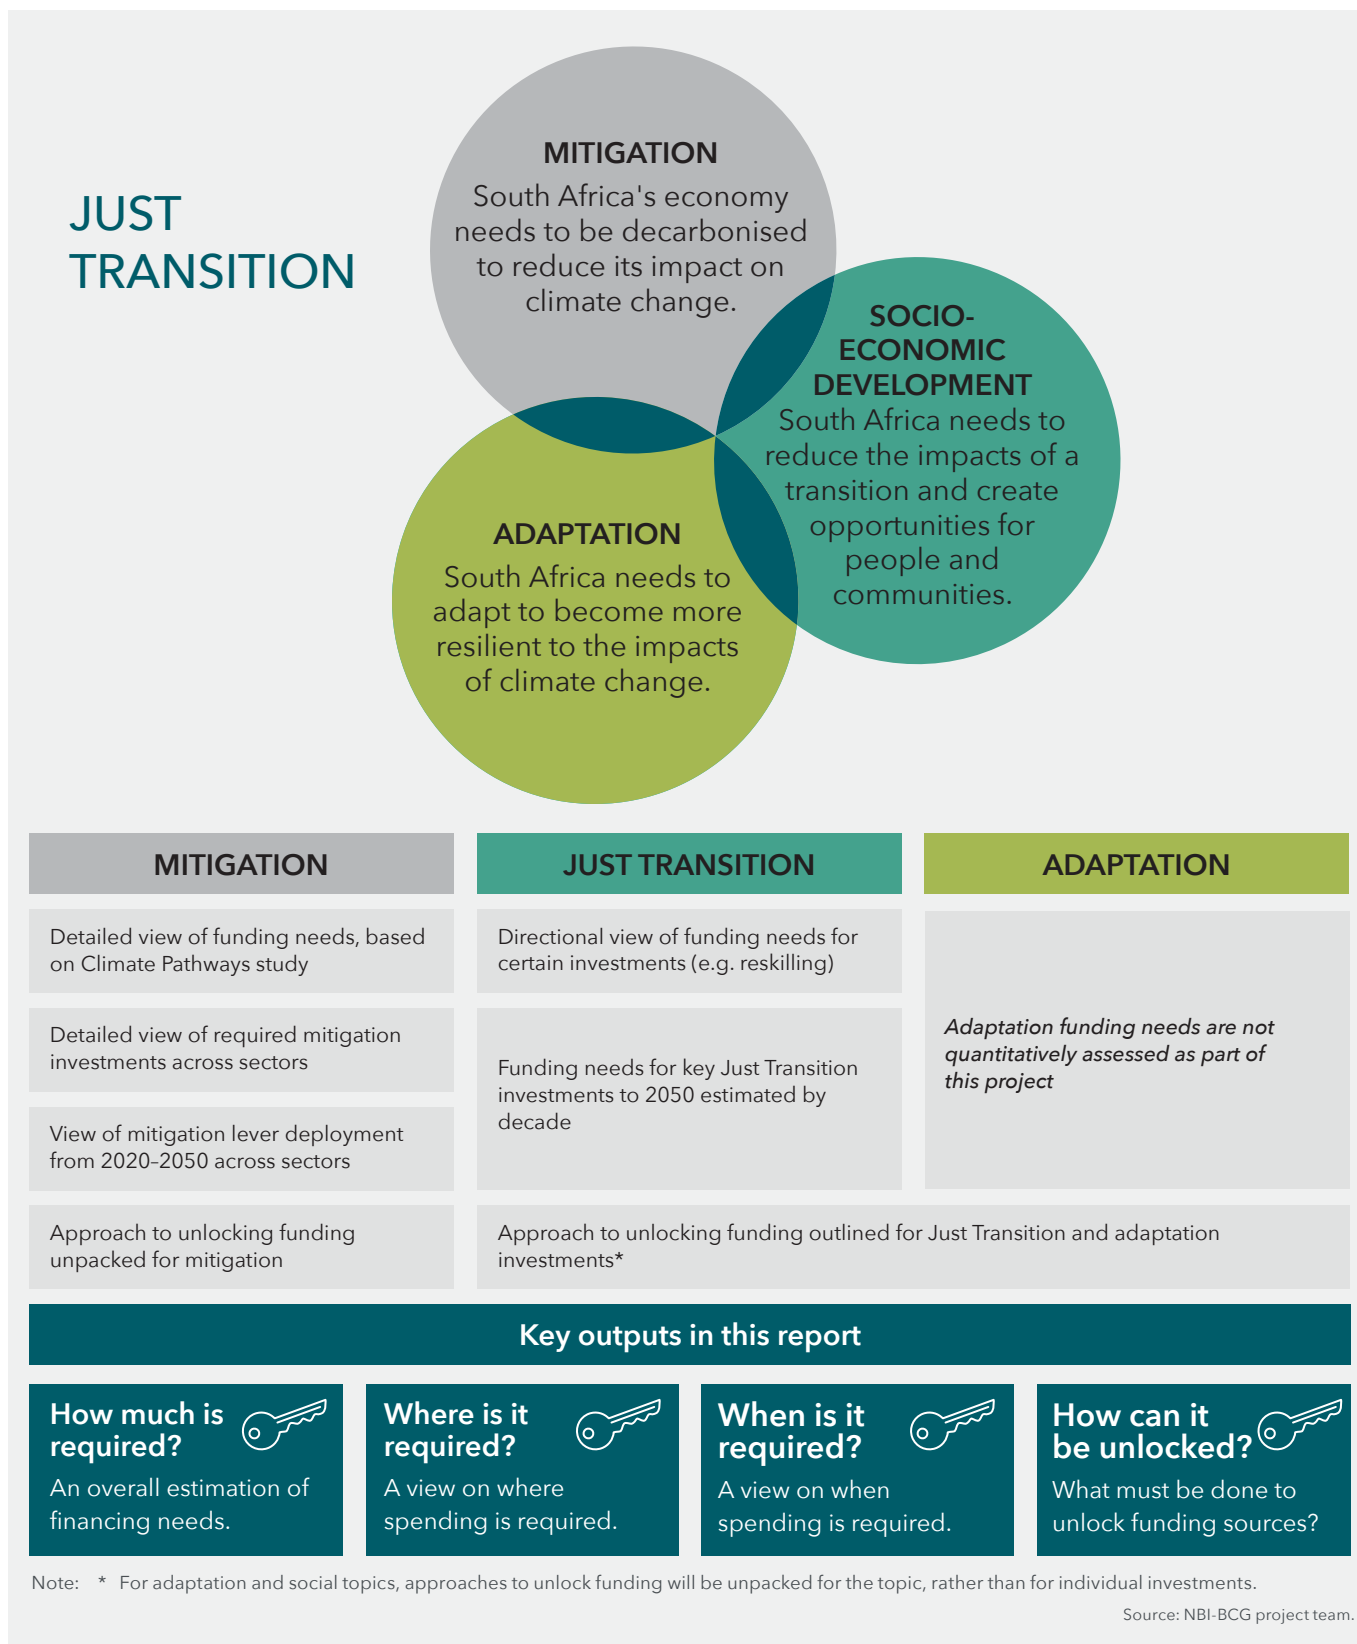 JUST
TRANSITION
MITIGATION
South Africa's economy
needs to be decarbonised
to reduce its impact on
climate change.
SOCIO-
ECONOMIC
DEVELOPMENT
South Africa needs to
reduce the impacts of a
transition and create
opportunities for
people and
communities.
ADAPTATION
South Africa needs to
adapt to become more
resilient to the impacts
of climate change.
MITIGATION
Detailed view of funding needs, based
on Climate Pathways study
Detailed view of required mitigation
investments across sectors
View of mitigation lever deployment
from 2020–2050 across sectors
Approach to unlocking funding
unpacked for mitigation
JUST TRANSITION
Directional view of funding needs for
certain investments (e.g. reskilling)
Funding needs for key Just Transition
investments to 2050 estimated by
decade
ADAPTATION
Adaptation funding needs are not
quantitatively assessed as part of
this project
Approach to unlocking funding outlined for Just Transition and adaptation
investments*
Key outputs in this report
How much is
required?
An overall estimation of
financing needs.
Where is it
required?
A view on where
spending is required.
When is it
required?
A view on when
spending is required.
How can it
be unlocked?
What must be done to
unlock funding sources?
Note: * For adaptation and social topics, approaches to unlock funding will be unpacked for the topic, rather than for individual investments.
Source: NBI-BCG project team.